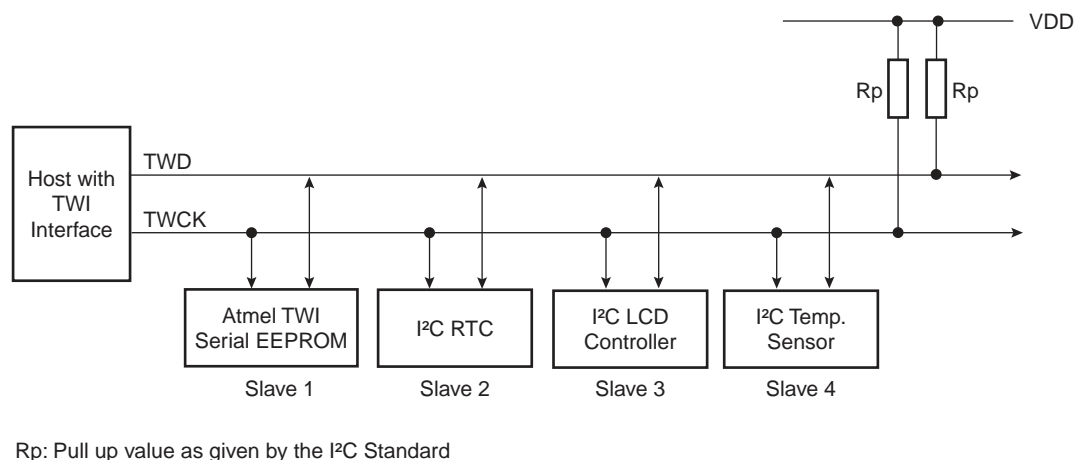 VDD
Rp
Rp
Host with
TWI
Interface
TWD
TWCK
Atmel TWI
Serial EEPROM
Slave 1
I²C RTC
Slave 2
I²C LCD
Controller
Slave 3
I²C Temp.
Sensor
Slave 4
Rp: Pull up value as given by the I²C Standard